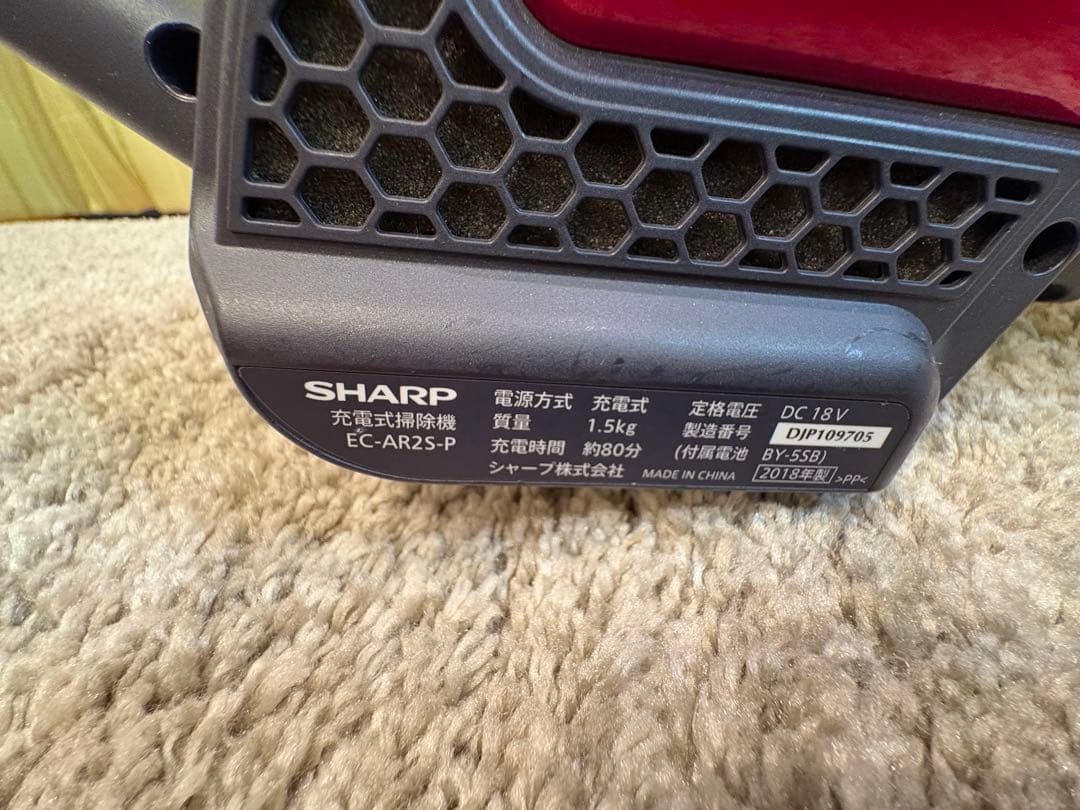 SHARP
充電式掃除機
EC-AR2S-P
電源方式 充電式
質量 1.5kg
充電時間 約80分
シャープ株式会社 MADE IN CHINA
定格電圧 DC 18V
製造番号 DJP109705
(付属電池 BY-5SB)
2018年製 >PP<